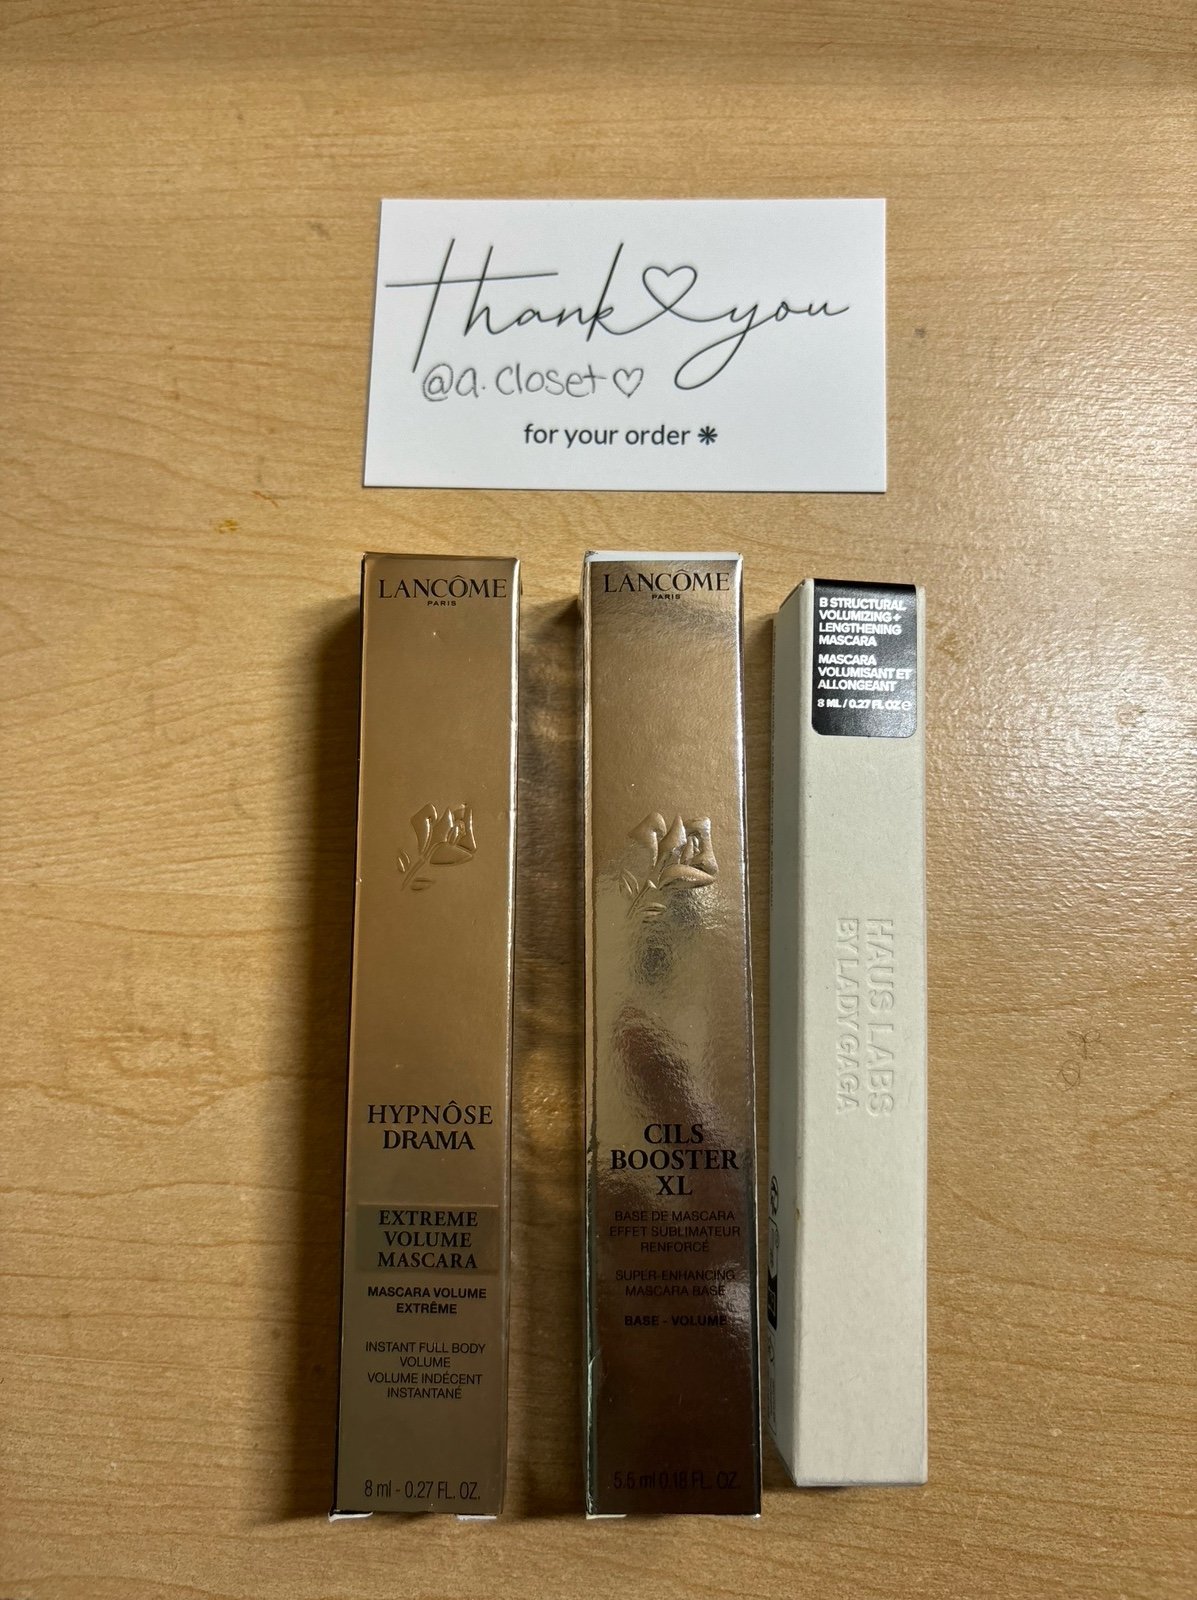 thank you
@a.closet♡
for your order ✻
LANCÔME
PARIS
HYPNÔSE
DRAMA
EXTREME
VOLUME
MASCARA
MASCARA VOLUME
EXTRÊME
INSTANT FULL BODY
VOLUME
VOLUME INDÉCENT
INSTANTANÉ
8 ml - 0.27 FL. OZ.
LANCÔME
PARIS
CILS
BOOSTER
XL
BASE DE MASCARA
EFFET SUBLIMATEUR
RENFORCÉ
SUPER-ENHANCING
MASCARA BASE
BASE - VOLUME
5.5 ml 0.18 FL. OZ.
B STRUCTURAL
VOLUMIZING +
LENGTHENING
MASCARA
MASCARA
VOLUMISANT ET
ALLONGEANT
8 ML / 0.27 FL OZ ℮
HAUS LABS
BY LADY GAGA